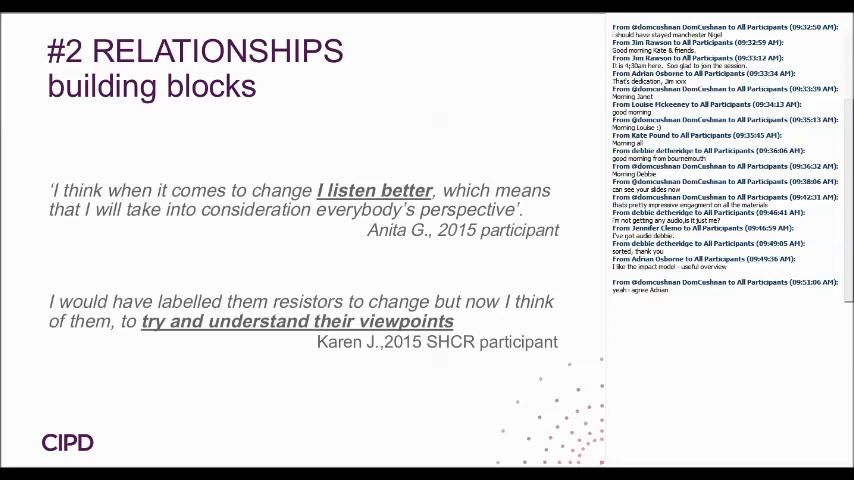 #2 RELATIONSHIPS
building blocks
‘I think when it comes to change I listen better, which means
that I will take into consideration everybody’s perspective’.
Anita G., 2015 participant
I would have labelled them resistors to change but now I think
of them, to try and understand their viewpoints
Karen J.,2015 SHCR participant
CIPD
From @domcushnan DomCushnan to All Participants (09:32:50 AM):
i should have stayed manchester Nigel
From Jim Rawson to All Participants (09:32:59 AM):
Good morning Kate & friends.
From Jim Rawson to All Participants (09:33:12 AM):
It is 4;30am here. Soo glad to join the session.
From Adrian Osborne to All Participants (09:33:34 AM):
That's dedication, Jim xxx
From @domcushnan DomCushnan to All Participants (09:33:39 AM):
Morning Janet
From Louise Mckeeney to All Participants (09:34:13 AM):
good morning
From @domcushnan DomCushnan to All Participants (09:35:13 AM):
Morning Louise :)
From Kate Pound to All Participants (09:35:45 AM):
Morning all
From debbie detheridge to All Participants (09:36:06 AM):
good morning from bournemouth
From @domcushnan DomCushnan to All Participants (09:36:32 AM):
Morning Debbie
From @domcushnan DomCushnan to All Participants (09:38:06 AM):
can see your slides now
From @domcushnan DomCushnan to All Participants (09:42:31 AM):
thats pretty impressive engagment on all the materials
From debbie detheridge to All Participants (09:46:41 AM):
i'm not getting any audio,is it just me?
From Jennifer Clemo to All Participants (09:46:59 AM):
I've got audio debbie.
From debbie detheridge to All Participants (09:49:05 AM):
sorted, thank you
From Adrian Osborne to All Participants (09:49:36 AM):
I like the impact model - useful overview
From @domcushnan DomCushnan to All Participants (09:51:06 AM):
yeah - agree Adrian